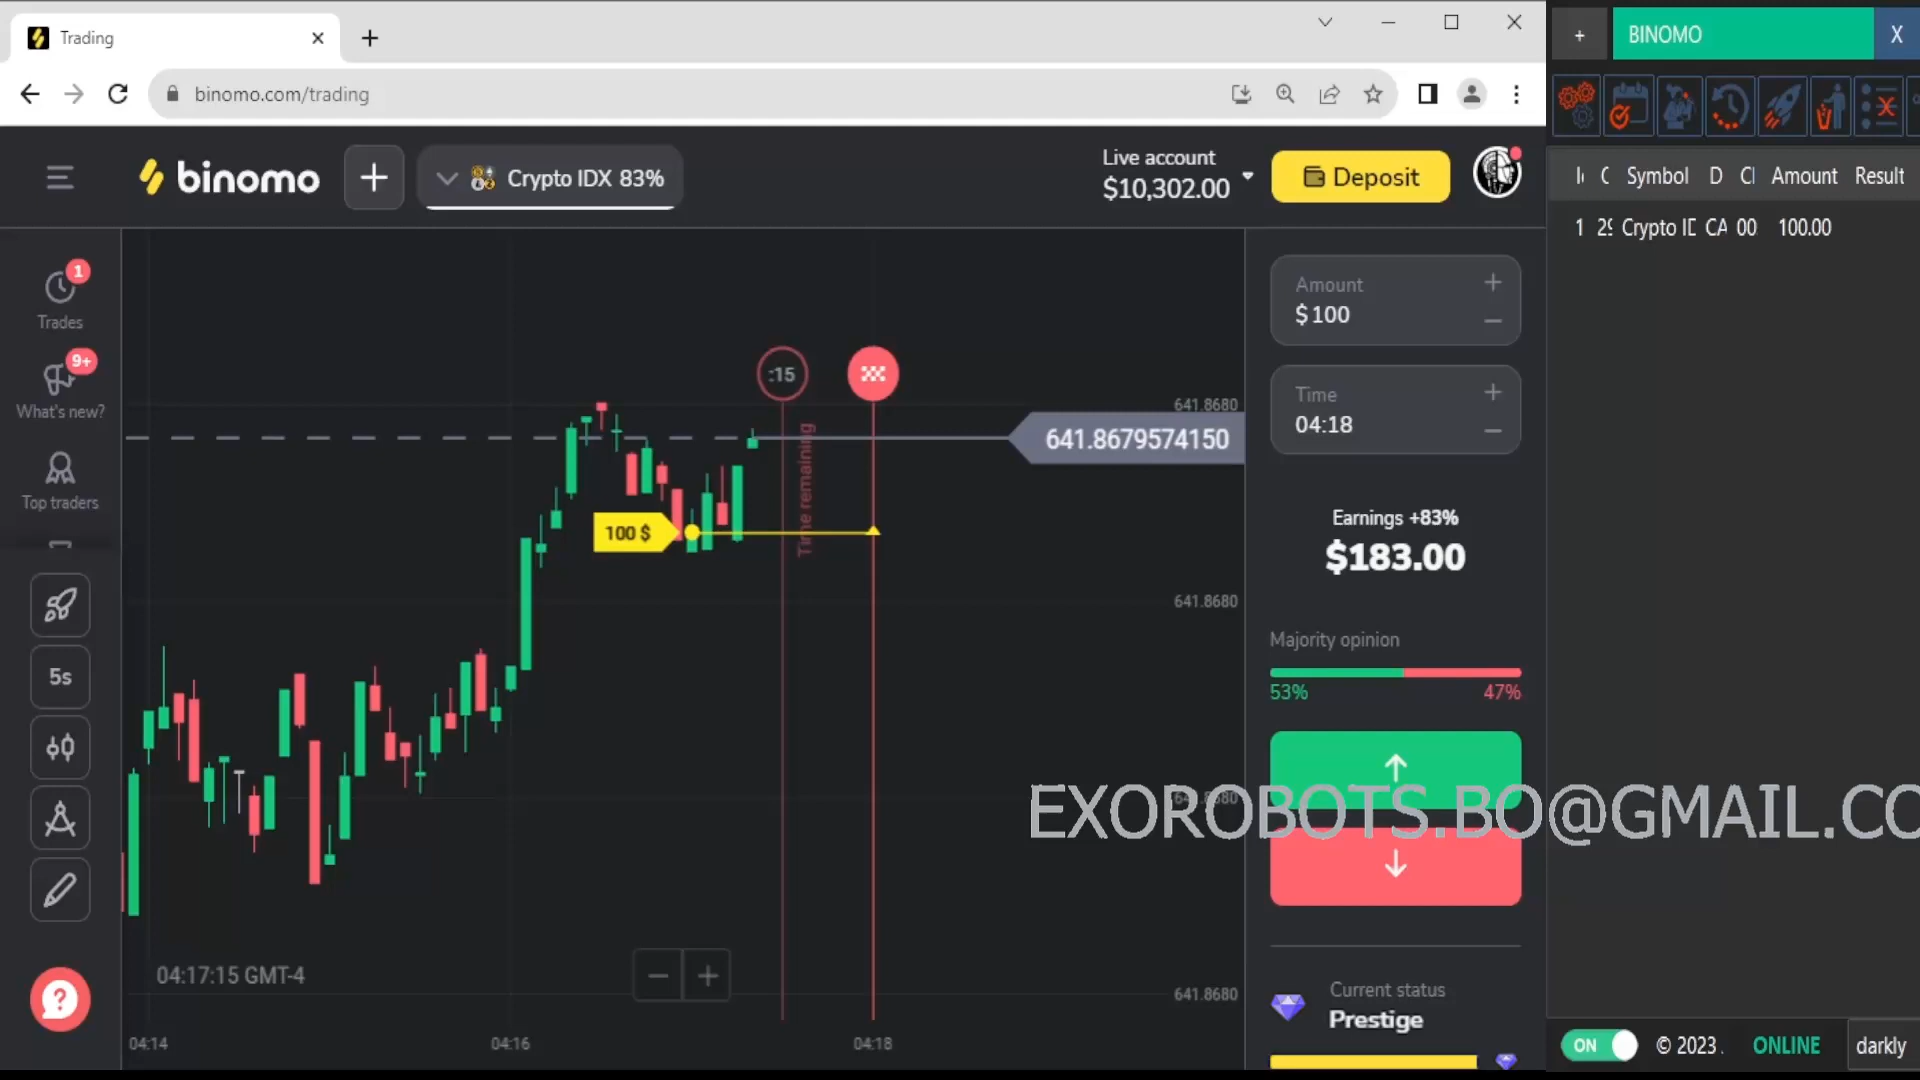 Trading
binomo.com/trading
binomo
Crypto IDX 83%
Live account
$10,302.00
Deposit
1
Trades
9+
What's new?
Top traders
5s
:15
Time remaining
100 $
641.8680
641.8679574150
641.8680
641.8680
04:17:15 GMT-4
04:14
04:16
04:18
Amount
$100
Time
04:18
Earnings +83%
$183.00
Majority opinion
53%
47%
EXOROBOTS.BO@GMAIL.CO
Current status
Prestige
+
BINOMO
X
Symbol D Amount Result
1 29 Crypto CA 00 100.00
ON
© 2023 .
ONLINE
darkly